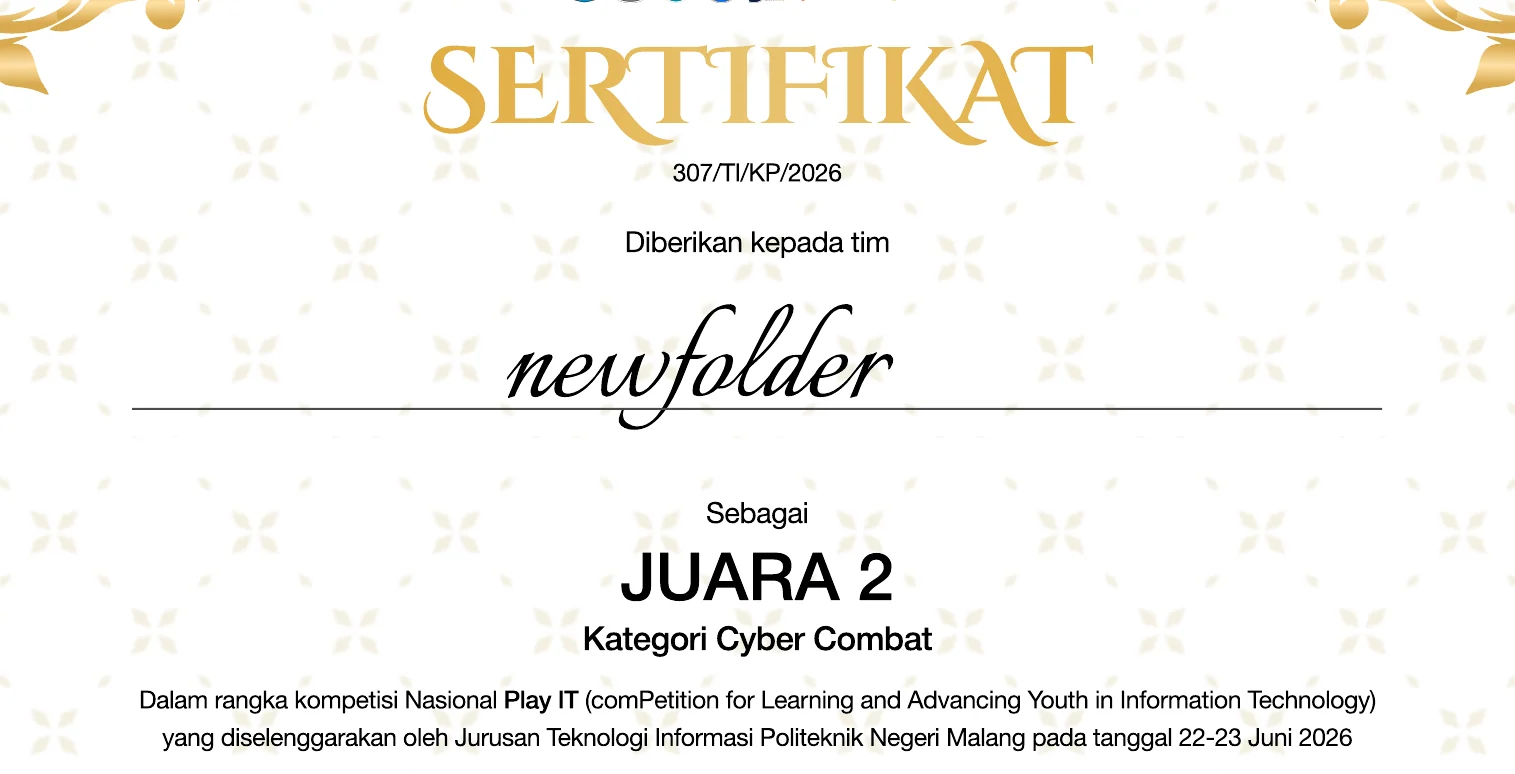 SERTIFIKAT
307/TI/KP/2026
Diberikan kepada tim
newfolder
Sebagai
JUARA 2
Kategori Cyber Combat
Dalam rangka kompetisi Nasional Play IT (comPetition for Learning and Advancing Youth in Information Technology)
yang diselenggarakan oleh Jurusan Teknologi Informasi Politeknik Negeri Malang pada tanggal 22-23 Juni 2026